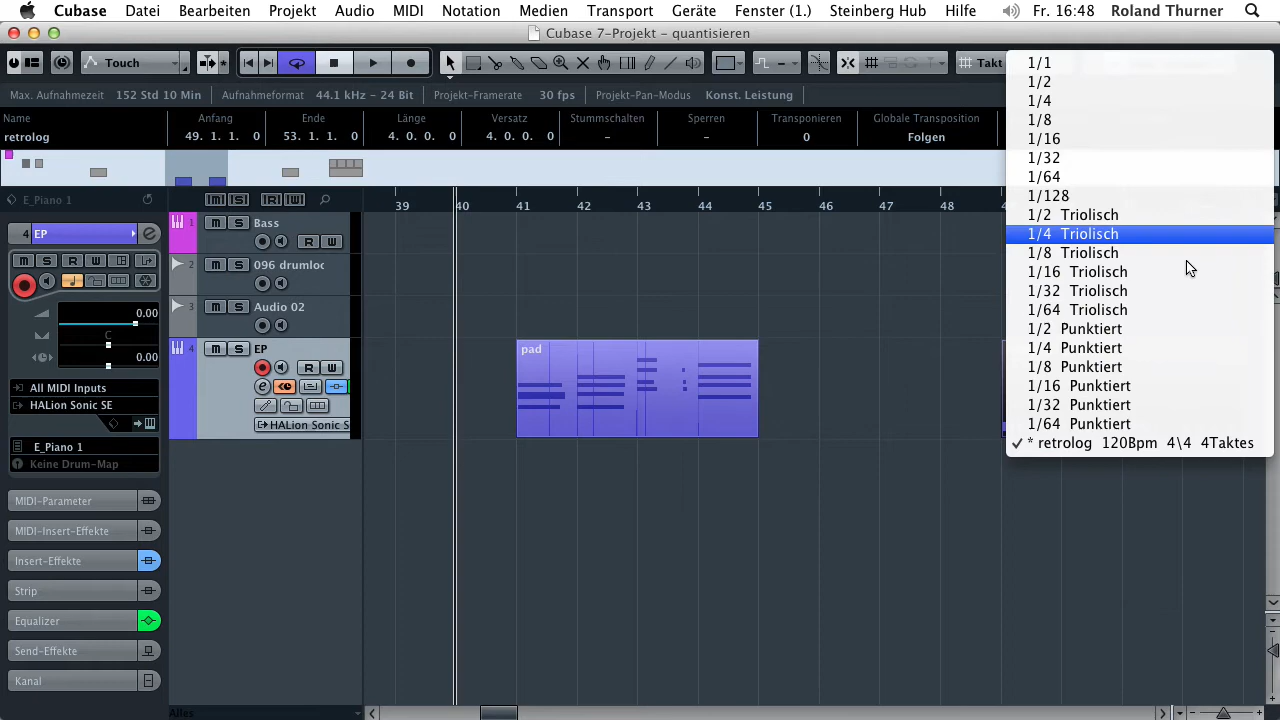 Cubase Datei Bearbeiten Projekt Audio MIDI Notation Medien Transport Geräte Fenster (1.) Steinberg Hub Hilfe Fr. 16:48 Roland Thurner
Cubase 7-Projekt – quantisieren
Touch
Takt
Max. Aufnahmezeit 152 Std 10 Min Aufnahmeformat 44.1 kHz – 24 Bit Projekt-Framerate 30 fps Projekt-Pan-Modus Konst. Leistung
Name Anfang Ende Länge Versatz Stummschalten Sperren Transponieren Globale Transposition
retrolog 49. 1. 1. 0 53. 1. 1. 0 4. 0. 0. 0 4. 0. 0. 0 – – 0 Folgen
E_Piano 1
M S R W
39 40 41 42 43 44 45 46 47 48
4 EP
m S R W
0.00
C
0.00
All MIDI Inputs
HALion Sonic SE
E_Piano 1
Keine Drum-Map
MIDI-Parameter
MIDI-Insert-Effekte
Insert-Effekte
Strip
Equalizer
Send-Effekte
Kanal
1 m S Bass
R W
2 m S 096 drumloc
3 m S Audio 02
4 m S EP
R W
e
HALion Sonic S
pad
Alles
1/1
1/2
1/4
1/8
1/16
1/32
1/64
1/128
1/2 Triolisch
1/4 Triolisch
1/8 Triolisch
1/16 Triolisch
1/32 Triolisch
1/64 Triolisch
1/2 Punktiert
1/4 Punktiert
1/8 Punktiert
1/16 Punktiert
1/32 Punktiert
1/64 Punktiert
✓ * retrolog 120Bpm 4\4 4Taktes